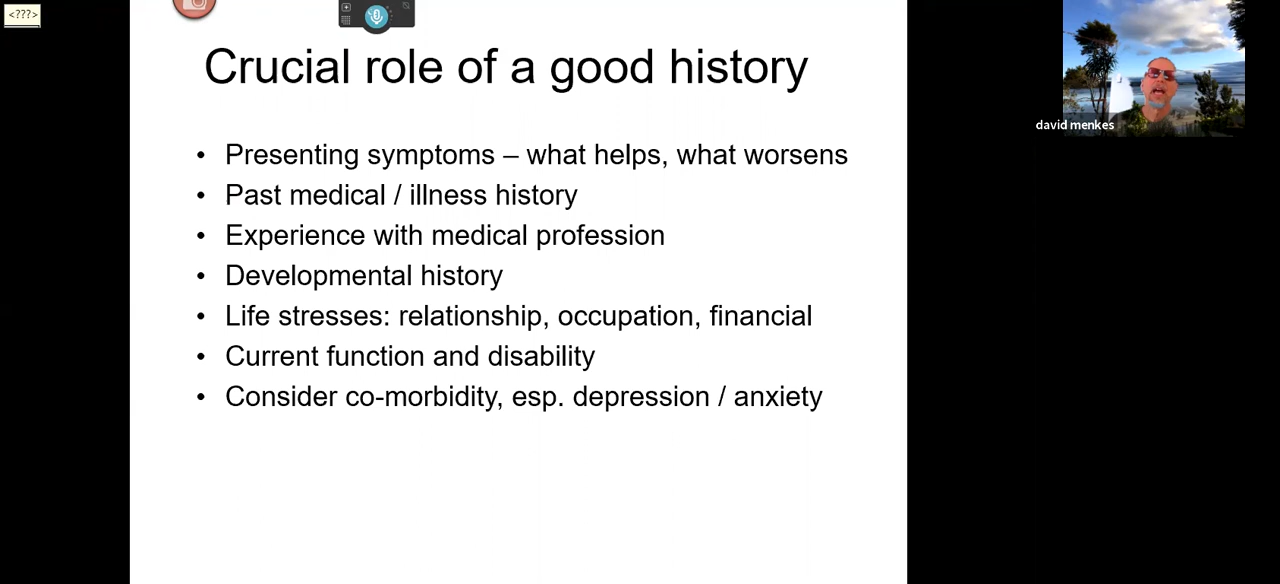 <???>
Crucial role of a good history
• Presenting symptoms – what helps, what worsens
• Past medical / illness history
• Experience with medical profession
• Developmental history
• Life stresses: relationship, occupation, financial
• Current function and disability
• Consider co-morbidity, esp. depression / anxiety
david menkes